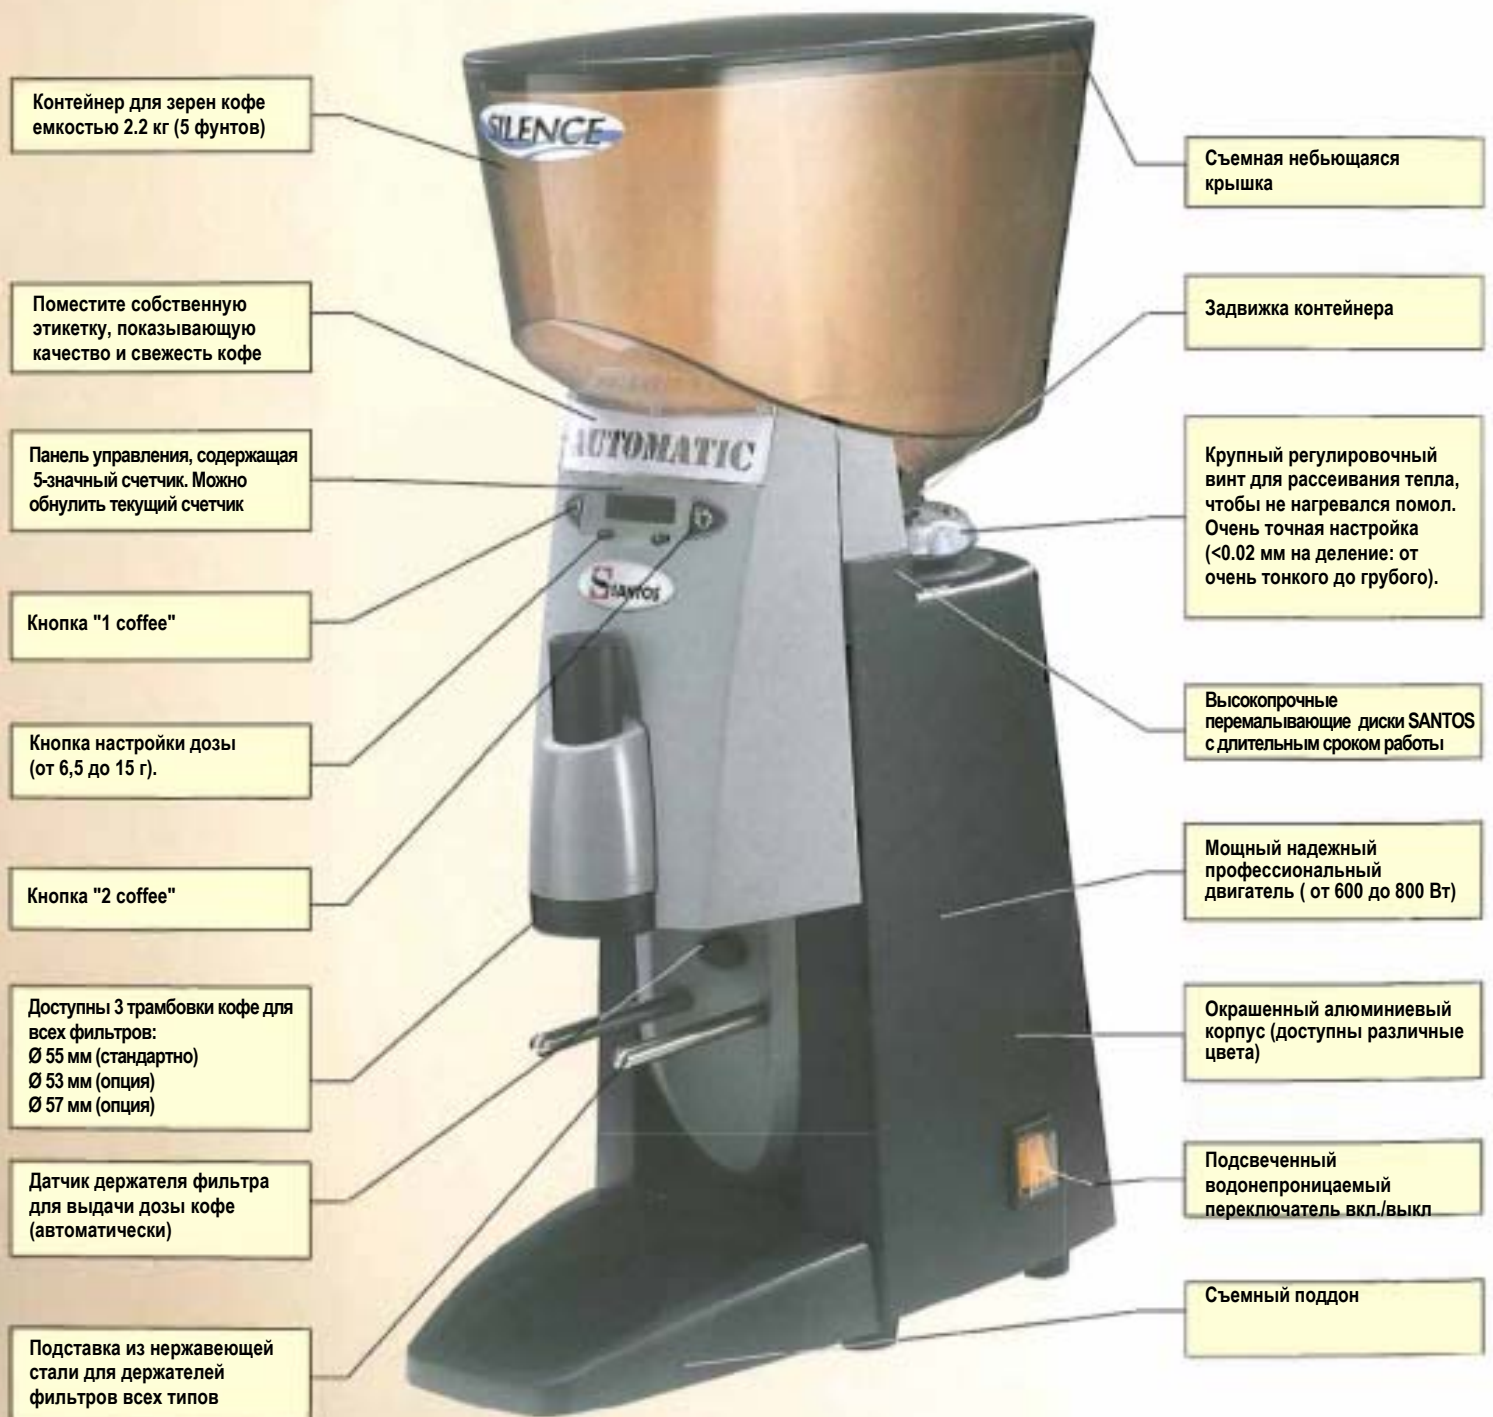 Контейнер для зерен кофе
емкостью 2.2 кг (5 фунтов)
Поместите собственную
этикетку, показывающую
качество и свежесть кофе
Панель управления, содержащая
5-значный счетчик. Можно
обнулить текущий счетчик
Кнопка "1 coffee"
Кнопка настройки дозы
(от 6,5 до 15 г).
Кнопка "2 coffee"
Доступны 3 трамбовки кофе для
всех фильтров:
Ø 55 мм (стандартно)
Ø 53 мм (опция)
Ø 57 мм (опция)
Датчик держателя фильтра
для выдачи дозы кофе
(автоматически)
Подставка из нержавеющей
стали для держателей
фильтров всех типов
SILENCE
AUTOMATIC
SANTOS
Съемная небьющаяся
крышка
Задвижка контейнера
Крупный регулировочный
винт для рассеивания тепла,
чтобы не нагревался помол.
Очень точная настройка
(<0.02 мм на деление: от
очень тонкого до грубого).
Высокопрочные
перемалывающие диски SANTOS
с длительным сроком работы
Мощный надежный
профессиональный
двигатель ( от 600 до 800 Вт)
Окрашенный алюминиевый
корпус (доступны различные
цвета)
Подсвеченный
водонепроницаемый
переключатель вкл./выкл
Съемный поддон